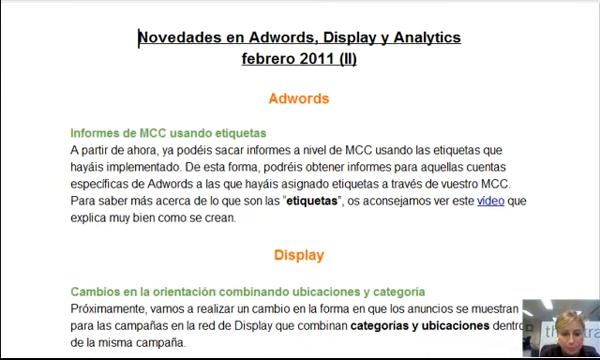 Novedades en Adwords, Display y Analytics
febrero 2011 (II)
Adwords
Informes de MCC usando etiquetas
A partir de ahora, ya podéis sacar informes a nivel de MCC usando las etiquetas que
hayáis implementado. De esta forma, podréis obtener informes para aquellas cuentas
específicas de Adwords a las que hayáis asignado etiquetas a través de vuestro MCC.
Para saber más acerca de lo que son las "etiquetas", os aconsejamos ver este vídeo que
explica muy bien como se crean.
Display
Cambios en la orientación combinando ubicaciones y categoría
Próximamente, vamos a realizar un cambio en la forma en que los anuncios se muestran
para las campañas en la red de Display que combinan categorías y ubicaciones dentro
de la misma campaña.